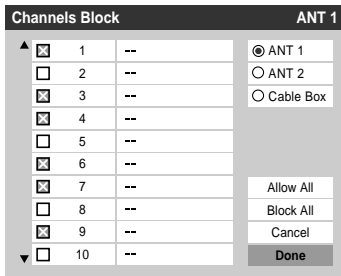 Channels Block ANT 1
1 -- ANT 1
2 -- ANT 2
3 -- Cable Box
4 --
5 --
6 --
7 -- Allow All
8 -- Block All
9 -- Cancel
10 -- Done